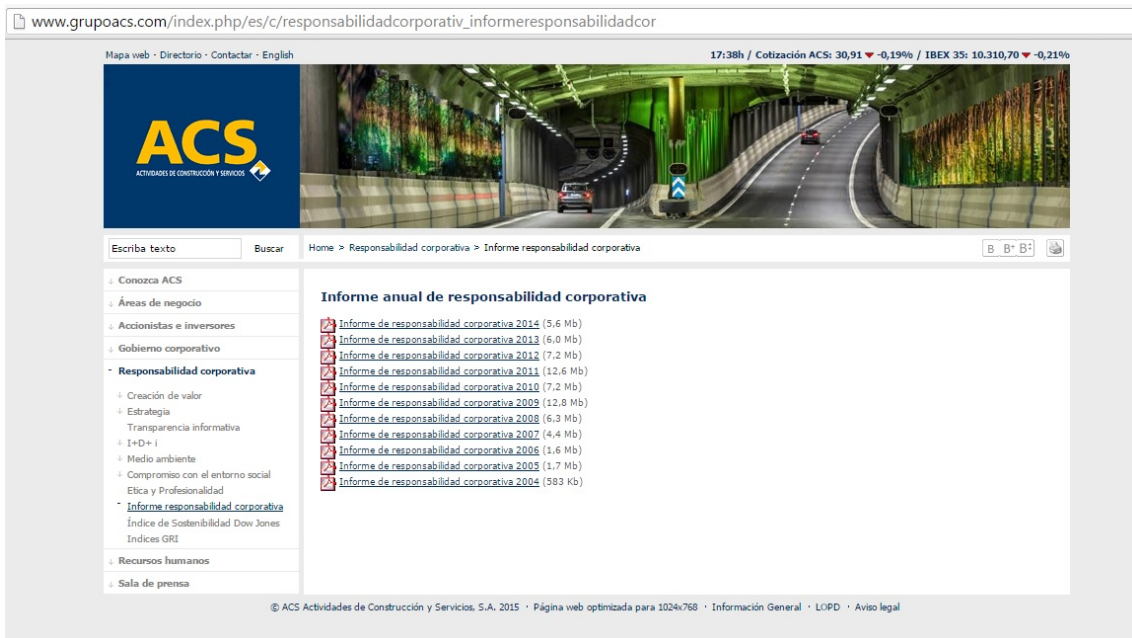 www.grupoacs.com/index.php/es/c/responsabilidadcorporativ_informeresponsabilidadcor
Mapa web · Directorio · Contactar · English
17:38h / Cotización ACS: 30,91 ▼ -0,19% / IBEX 35: 10.310,70 ▼ -0,21%
ACS
ACTIVIDADES DE CONSTRUCCIÓN Y SERVICIOS
Escriba texto Buscar
Home > Responsabilidad corporativa > Informe responsabilidad corporativa
B B+ B‡
Conozca ACS
Áreas de negocio
Accionistas e inversores
Gobierno corporativo
Responsabilidad corporativa
Creación de valor
Estrategia
Transparencia informativa
I+D+ i
Medio ambiente
Compromiso con el entorno social
Etica y Profesionalidad
Informe responsabilidad corporativa
Índice de Sostenibilidad Dow Jones
Indices GRI
Recursos humanos
Sala de prensa
Informe anual de responsabilidad corporativa
Informe de responsabilidad corporativa 2014 (5,6 Mb)
Informe de responsabilidad corporativa 2013 (6,0 Mb)
Informe de responsabilidad corporativa 2012 (7,2 Mb)
Informe de responsabilidad corporativa 2011 (12,6 Mb)
Informe de responsabilidad corporativa 2010 (7,2 Mb)
Informe de responsabilidad corporativa 2009 (12,8 Mb)
Informe de responsabilidad corporativa 2008 (6,3 Mb)
Informe de responsabilidad corporativa 2007 (4,4 Mb)
Informe de responsabilidad corporativa 2006 (1,6 Mb)
Informe de responsabilidad corporativa 2005 (1,7 Mb)
Informe de responsabilidad corporativa 2004 (583 Kb)
© ACS Actividades de Construcción y Servicios, S.A. 2015 · Página web optimizada para 1024x768 · Información General · LOPD · Aviso legal